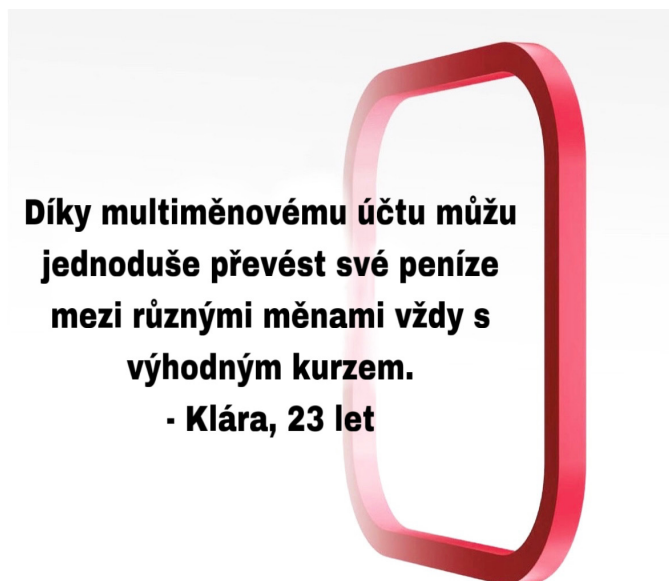 Díky multiměnovému účtu můžu
jednoduše převést své peníze
mezi různými měnami vždy s
výhodným kurzem.
- Klára, 23 let